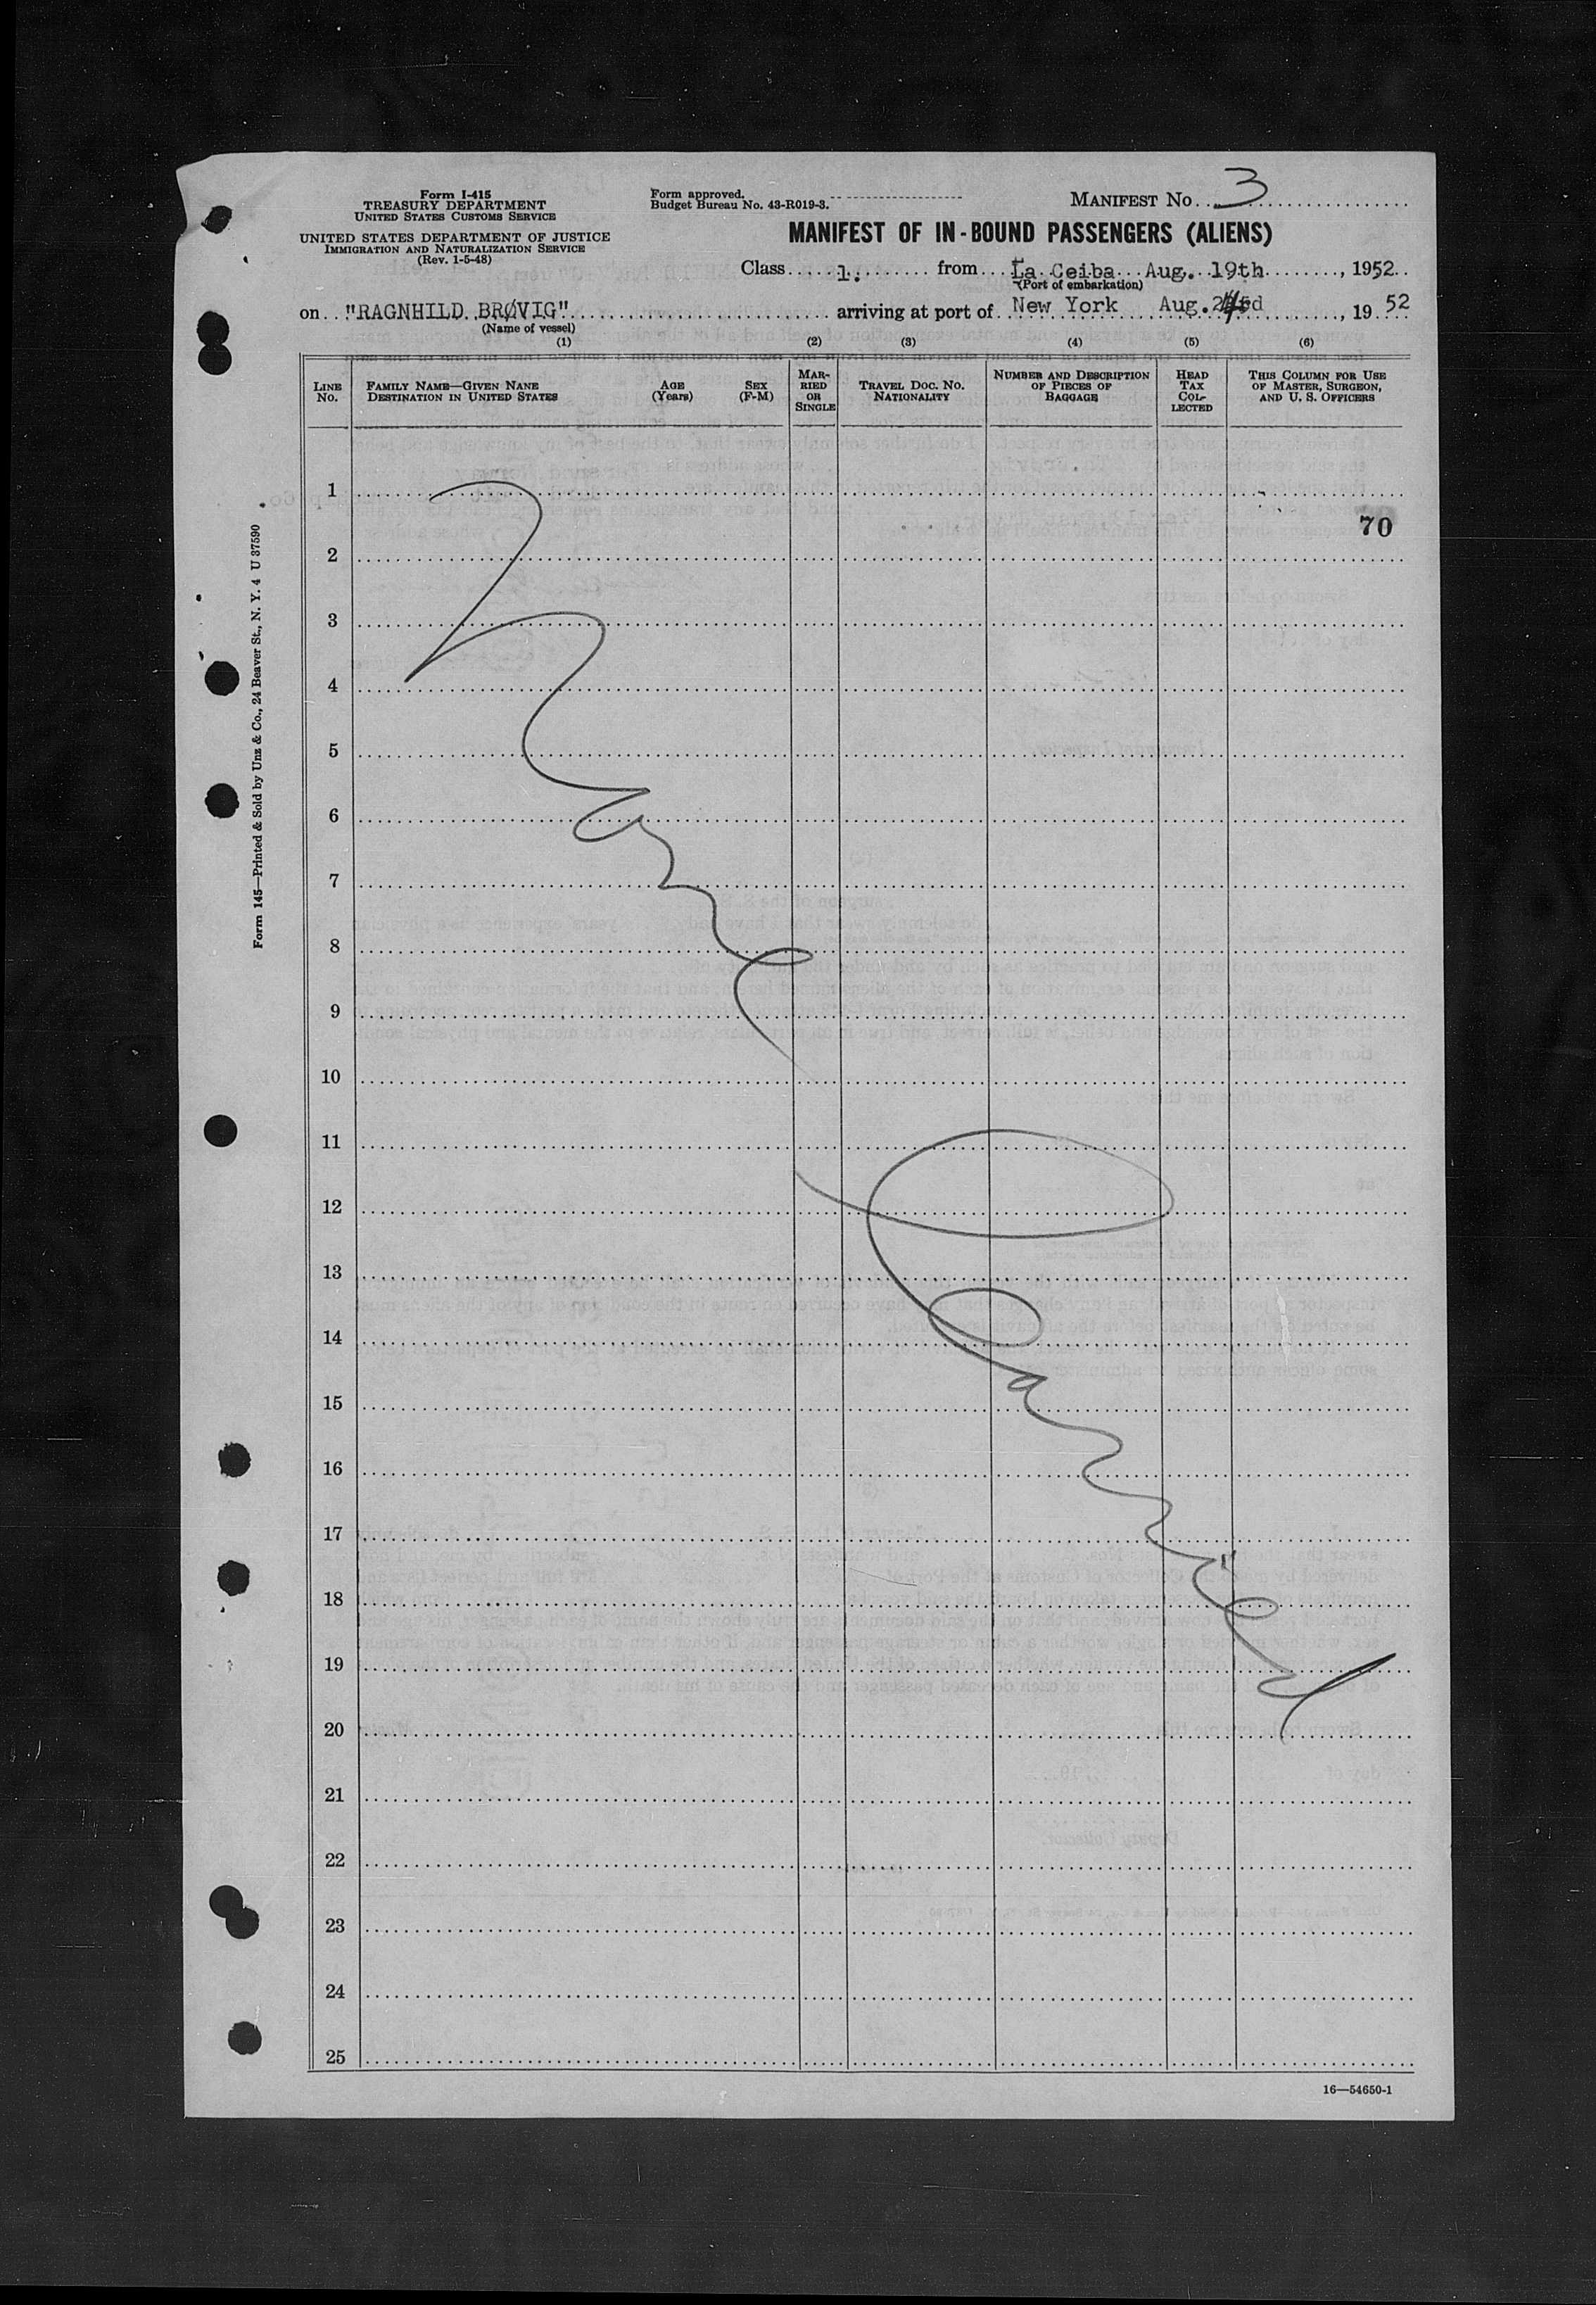 Form I-415
TREASURY DEPARTMENT
UNITED STATES CUSTOMS SERVICE
UNITED STATES DEPARTMENT OF JUSTICE
IMMIGRATION AND NATURALIZATION SERVICE
(Rev. 1-5-48)
Form approved.
Budget Bureau No. 43-R019-3.
MANIFEST No. 3
MANIFEST OF IN-BOUND PASSENGERS (ALIENS)
Class 1. from La Ceiba Aug. 19th, 1952
(Port of embarkation)
on "RAGNHILD BRØVIG" arriving at port of New York Aug. , 19 52
(Name of vessel)
(1) (2) (3) (4) (5) (6)
LINE No.
FAMILY NAME—GIVEN NANE
DESTINATION IN UNITED STATES
AGE (Years)
SEX (F-M)
MARRIED OR SINGLE
TRAVEL DOC. NO.
NATIONALITY
NUMBER AND DESCRIPTION OF PIECES OF BAGGAGE
HEAD TAX COLLECTED
THIS COLUMN FOR USE OF MASTER, SURGEON, AND U. S. OFFICERS
1
70
2
3
4
5
6
7
8
9
10
11
12
13
14
15
16
17
18
19
20
21
22
23
24
25
16—54650-1
Form 145—Printed & Sold by Unz & Co., 24 Beaver St., N. Y. 4 U 37590